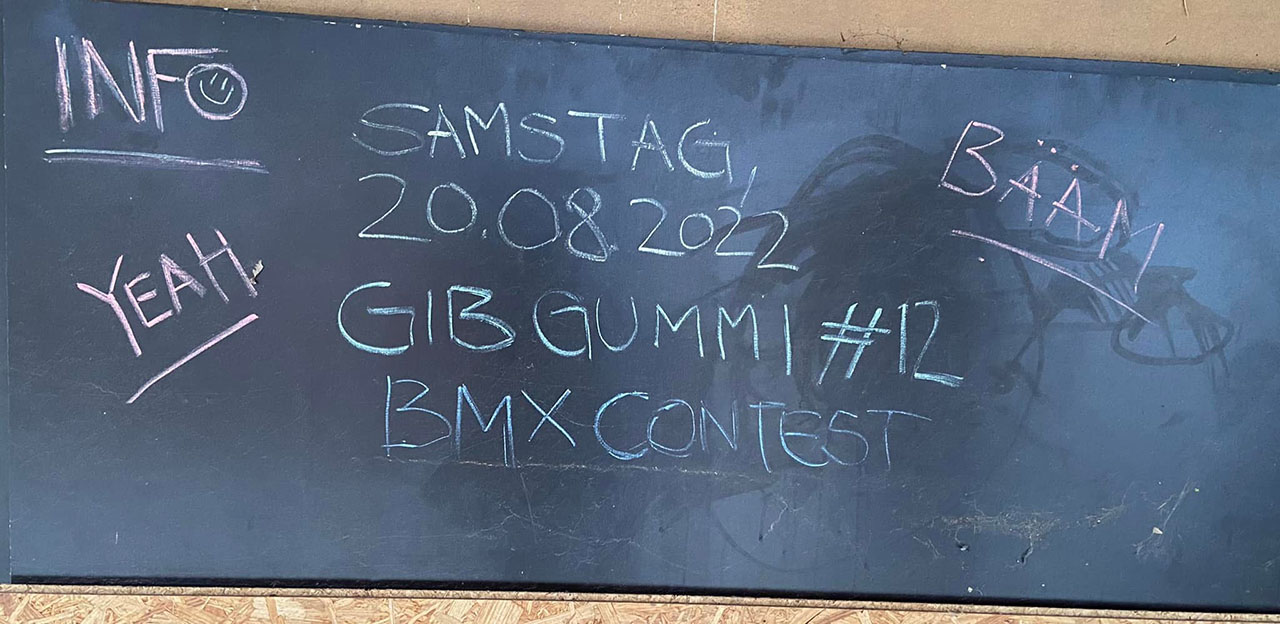 INFO
SAMSTAG,
20.08.2022
GIB GUMMI #12
BMX CONTEST
YEAH
BÄÄM